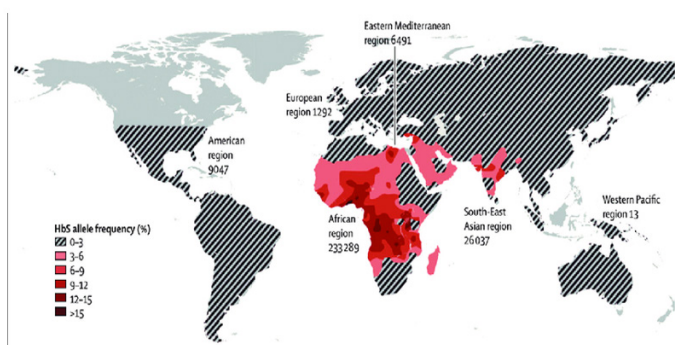 Eastern Mediterranean
region 6491
European
region 1292
American
region
9047
African
region
233 289
South-East
Asian region
26 037
Western Pacific
region 13
HbS allele frequency (%)
0–3
3–6
6–9
9–12
12–15
>15